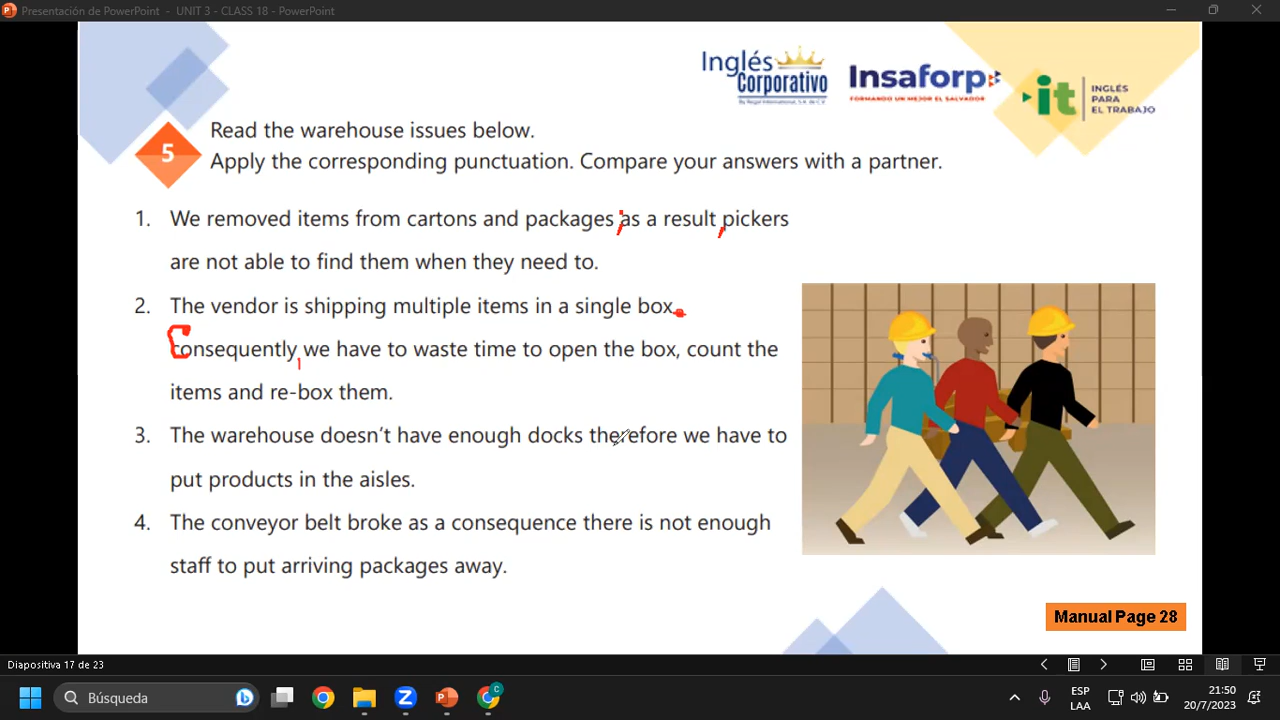 Presentación de PowerPoint - UNIT 3 - CLASS 18 - PowerPoint
Inglés Corporativo
By Regal International, S.A. de C.V.
Insaforp
FORMANDO UN MEJOR EL SALVADOR
it
INGLÉS
PARA
EL TRABAJO
5
Read the warehouse issues below.
Apply the corresponding punctuation. Compare your answers with a partner.
1. We removed items from cartons and packages ; as a result , pickers
are not able to find them when they need to.
2. The vendor is shipping multiple items in a single box.
Consequently, we have to waste time to open the box, count the
items and re-box them.
3. The warehouse doesn't have enough docks therefore we have to
put products in the aisles.
4. The conveyor belt broke as a consequence there is not enough
staff to put arriving packages away.
Manual Page 28
Diapositiva 17 de 23
Búsqueda
C
ESP
LAA
21:50
20/7/2023